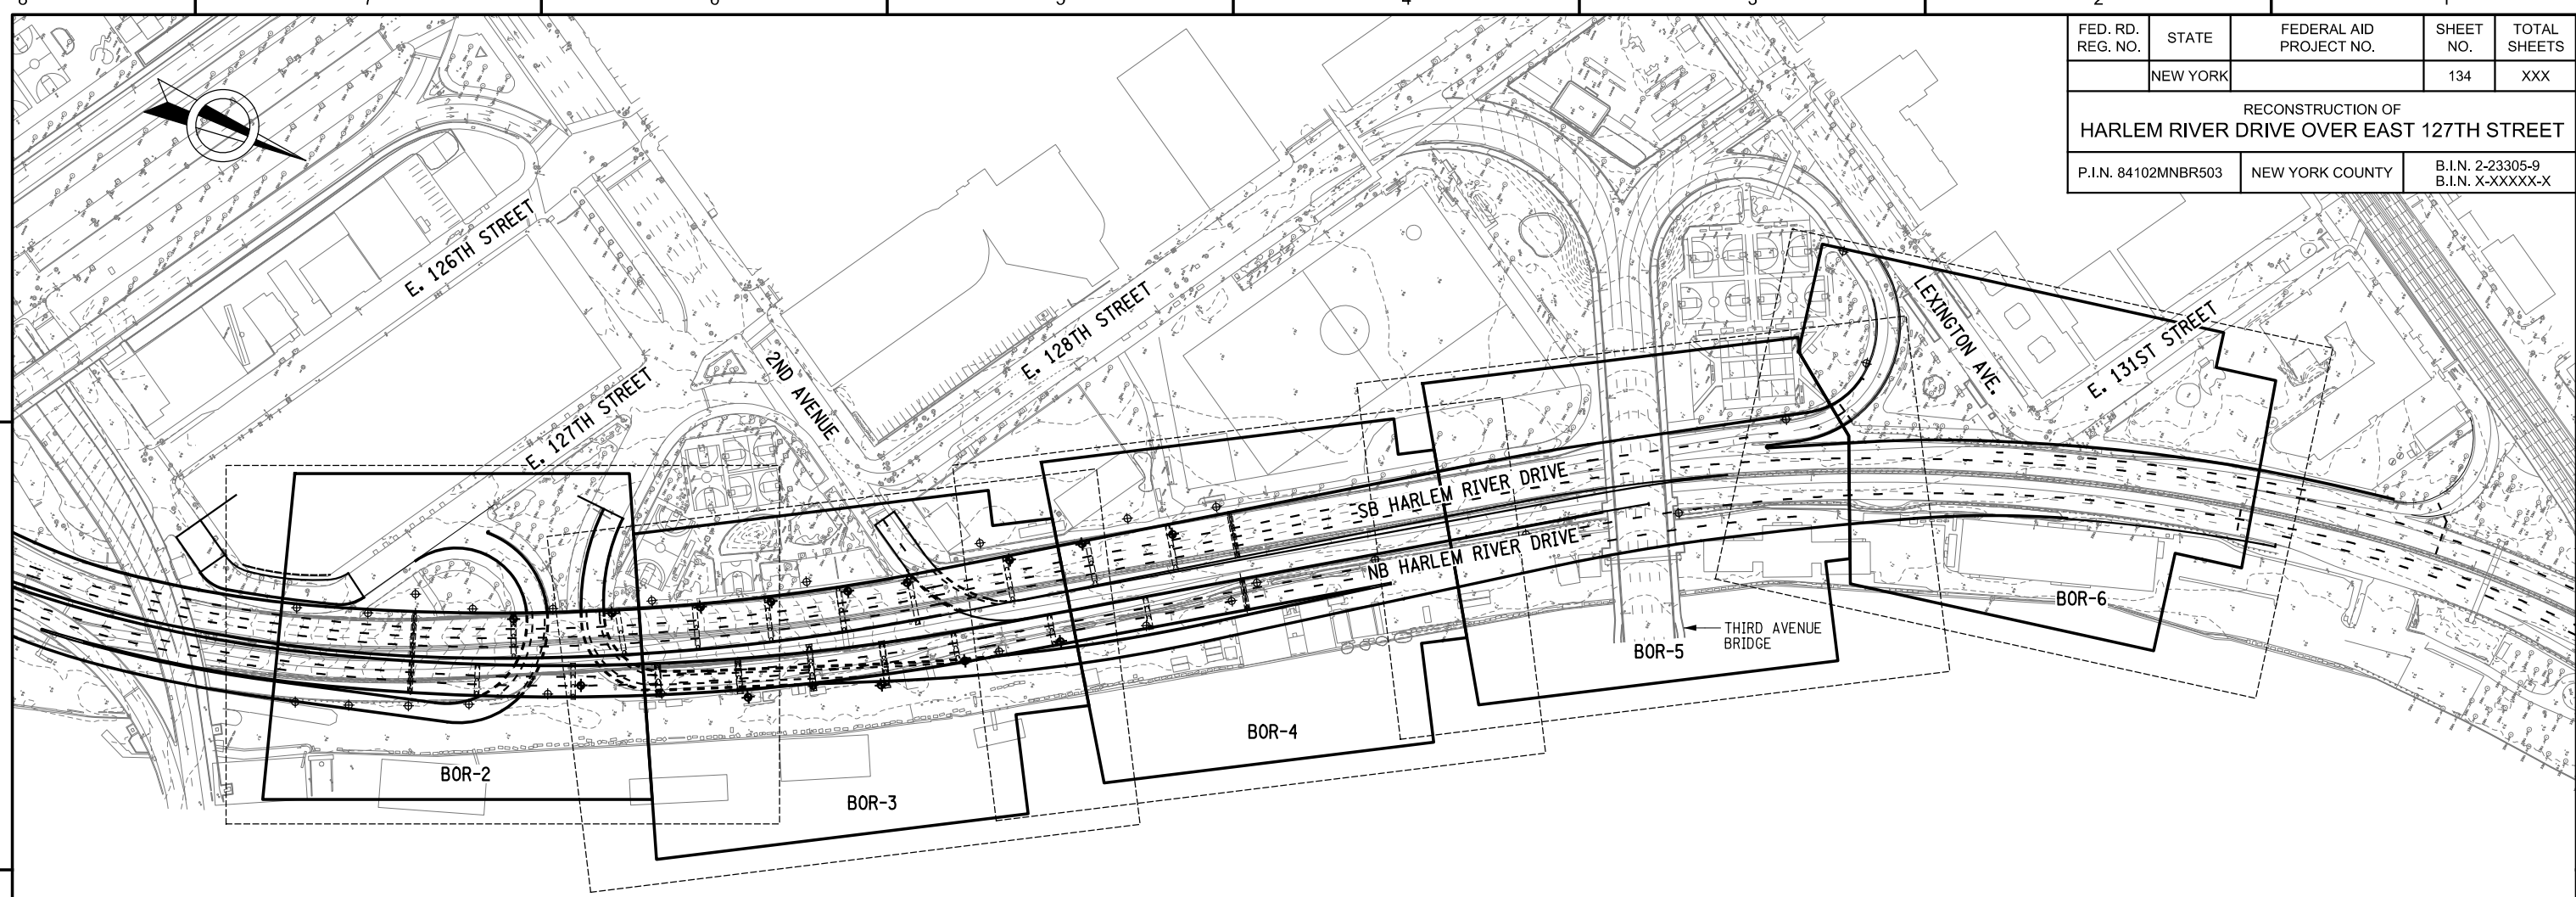 FED. RD.
REG. NO.
STATE
FEDERAL AID
PROJECT NO.
SHEET
NO.
TOTAL
SHEETS
NEW YORK
134
XXX
RECONSTRUCTION OF
HARLEM RIVER DRIVE OVER EAST 127TH STREET
P.I.N. 84102MNBR503
NEW YORK COUNTY
B.I.N. 2-23305-9
B.I.N. X-XXXXX-X
E. 126TH STREET
E. 127TH STREET
2ND AVENUE
E. 128TH STREET
LEXINGTON AVE.
E. 131ST STREET
SB HARLEM RIVER DRIVE
NB HARLEM RIVER DRIVE
THIRD AVENUE
BRIDGE
BOR-2
BOR-3
BOR-4
BOR-5
BOR-6